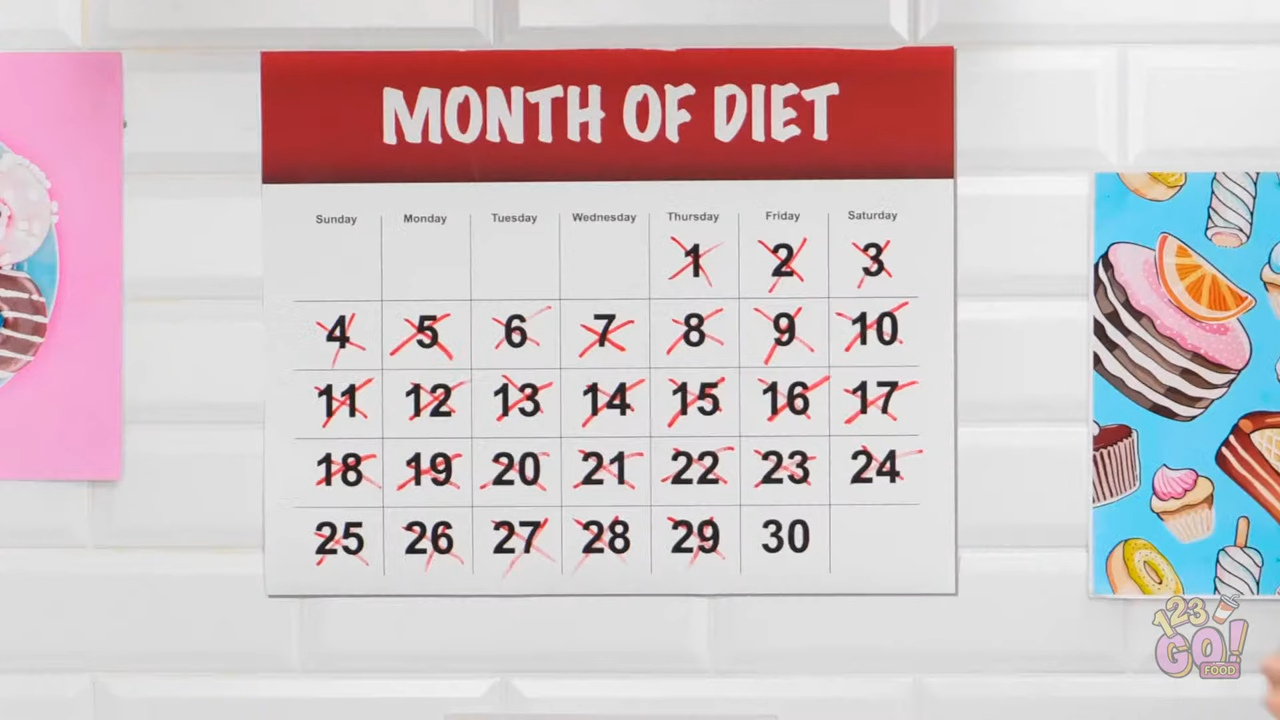 MONTH OF DIET
Sunday Monday Tuesday Wednesday Thursday Friday Saturday
1 2 3
4 5 6 7 8 9 10
11 12 13 14 15 16 17
18 19 20 21 22 23 24
25 26 27 28 29 30
123
GO!
FOOD